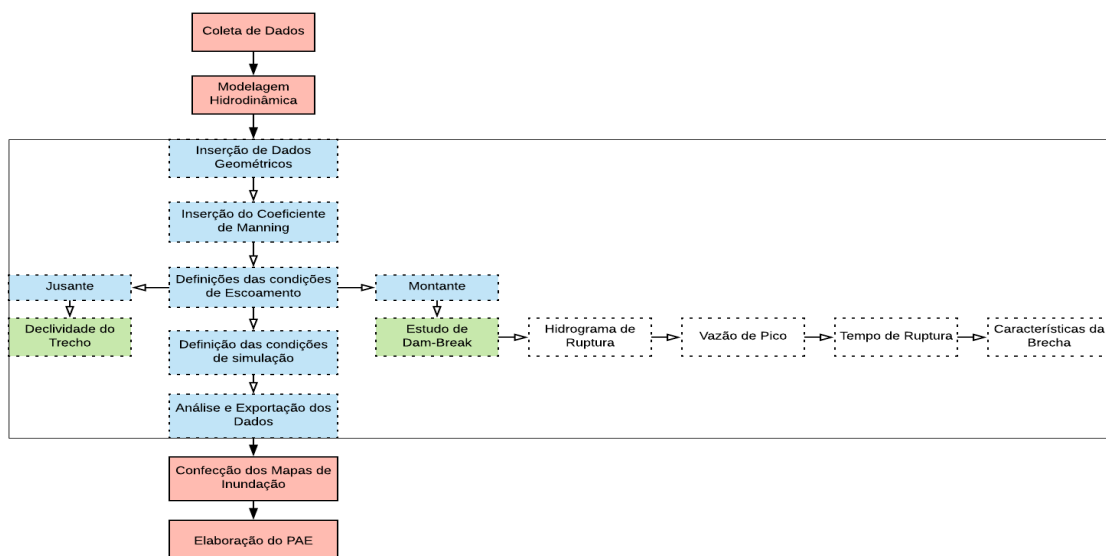 Coleta de Dados
Modelagem
Hidrodinâmica
Inserção de Dados
Geométricos
Inserção do Coeficiente
de Manning
Definições das condições
de Escoamento
Jusante
Montante
Declividade do
Trecho
Estudo de
Dam-Break
Hidrograma de
Ruptura
Vazão de Pico
Tempo de Ruptura
Características da
Brecha
Definição das condições
de simulação
Análise e Exportação dos
Dados
Confecção dos Mapas de
Inundação
Elaboração do PAE